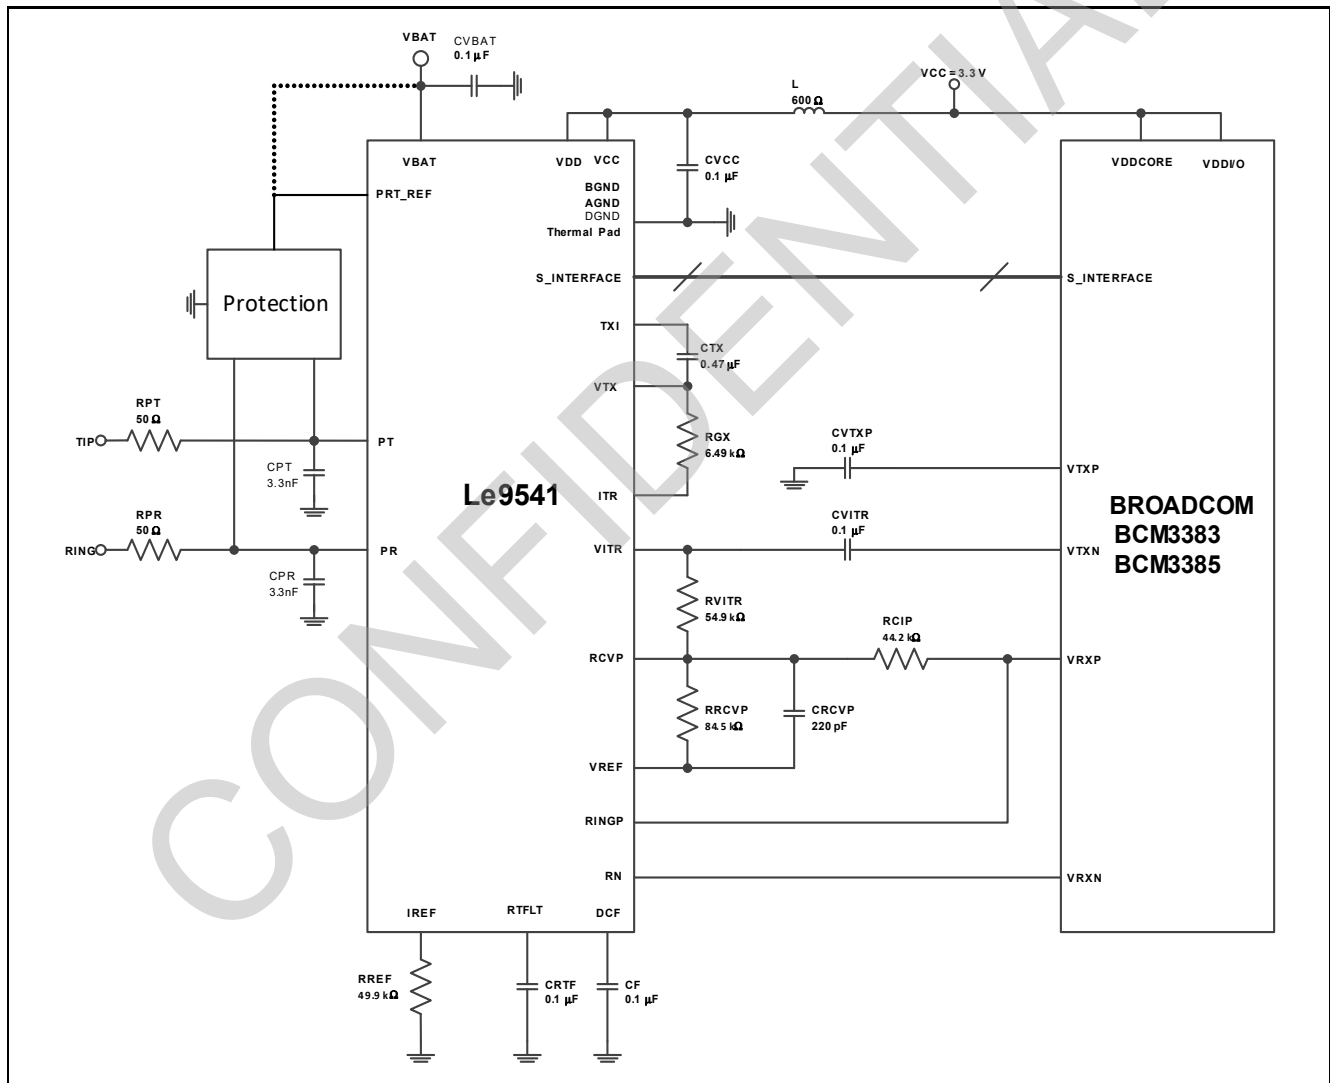 VBAT
CVBAT
0.1 µF
VCC = 3.3 V
L
600 Ω
VBAT
VDD
VCC
CVCC
0.1 µF
VDDCORE
VDDI/O
BGND
AGND
DGND
Thermal Pad
PRT_REF
S_INTERFACE
S_INTERFACE
Protection
TXI
CTX
0.47 µF
VTX
RPT
50 Ω
TIP
PT
RGX
6.49 kΩ
CPT
3.3nF
CVTXP
0.1 µF
VTXP
Le9541
ITR
BROADCOM
BCM3383
BCM3385
RPR
50 Ω
RING
PR
CVITR
0.1 µF
VITR
VTXN
CPR
3.3nF
RVITR
54.9 kΩ
RCIP
44.2 kΩ
RCVP
VRXP
RRCVP
84.5 kΩ
CRCVP
220 pF
VREF
RINGP
RN
VRXN
IREF
RTFLT
DCF
RREF
49.9 kΩ
CRTF
0.1 µF
CF
0.1 µF
CONFIDENTIAL